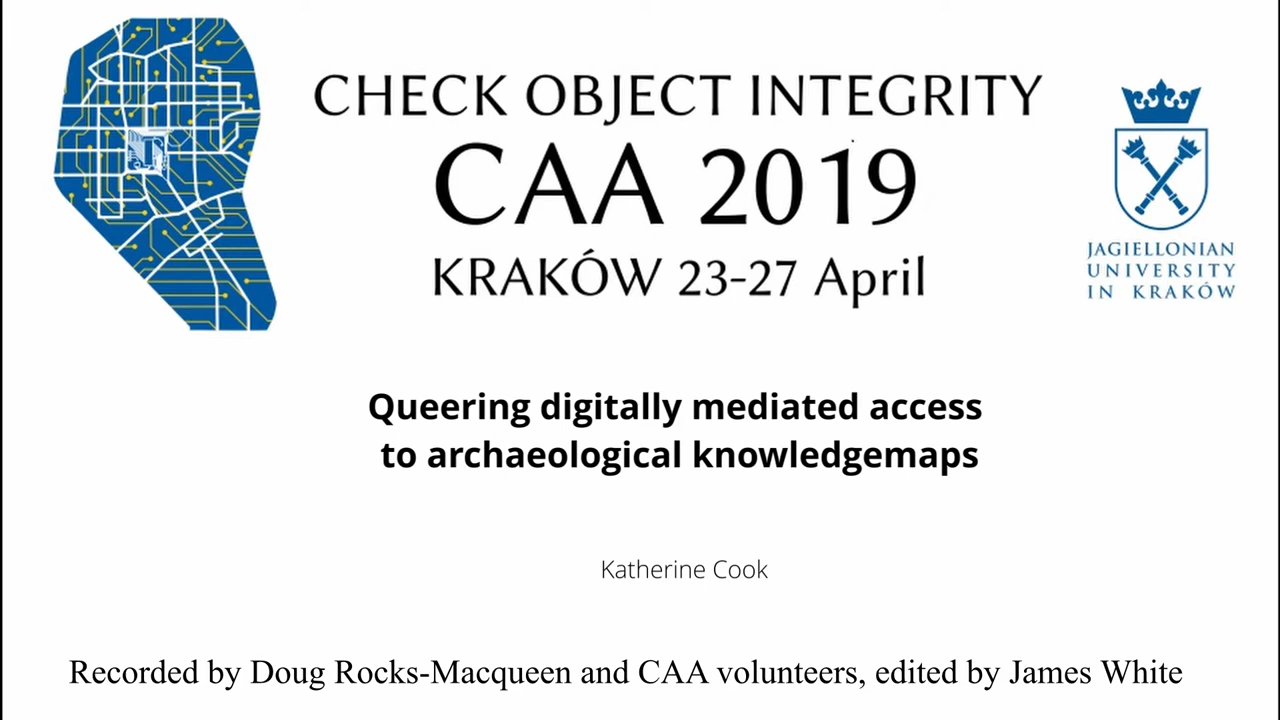 CHECK OBJECT INTEGRITY
CAA 2019
KRAKÓW 23-27 April
JAGIELLONIAN
UNIVERSITY
IN KRAKÓW
Queering digitally mediated access
to archaeological knowledgemaps
Katherine Cook
Recorded by Doug Rocks-Macqueen and CAA volunteers, edited by James White